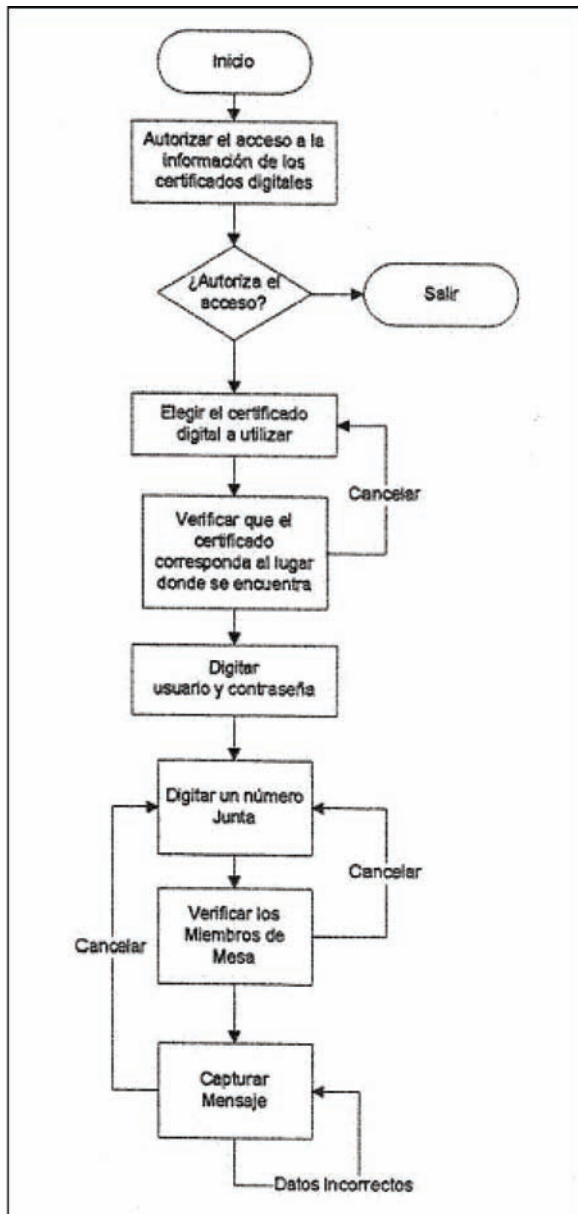 Inicio
Autorizar el acceso a la
información de los
certificados digitales
¿Autoriza el
acceso?
Salir
Elegir el certificado
digital a utilizar
Cancelar
Verificar que el
certificado
corresponda al lugar
donde se encuentra
Digitar
usuario y contraseña
Digitar un número
Junta
Cancelar
Verificar los
Miembros de
Mesa
Cancelar
Capturar
Mensaje
Datos Incorrectos